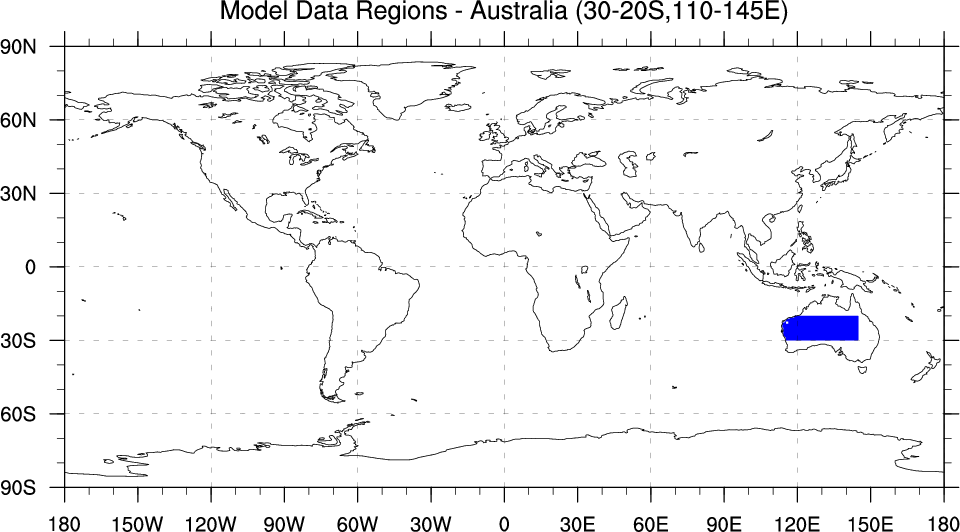 Model Data Regions - Australia (30-20S,110-145E)
90N
60N
30N
0
30S
60S
90S
180 150W 120W 90W 60W 30W 0 30E 60E 90E 120E 150E 180